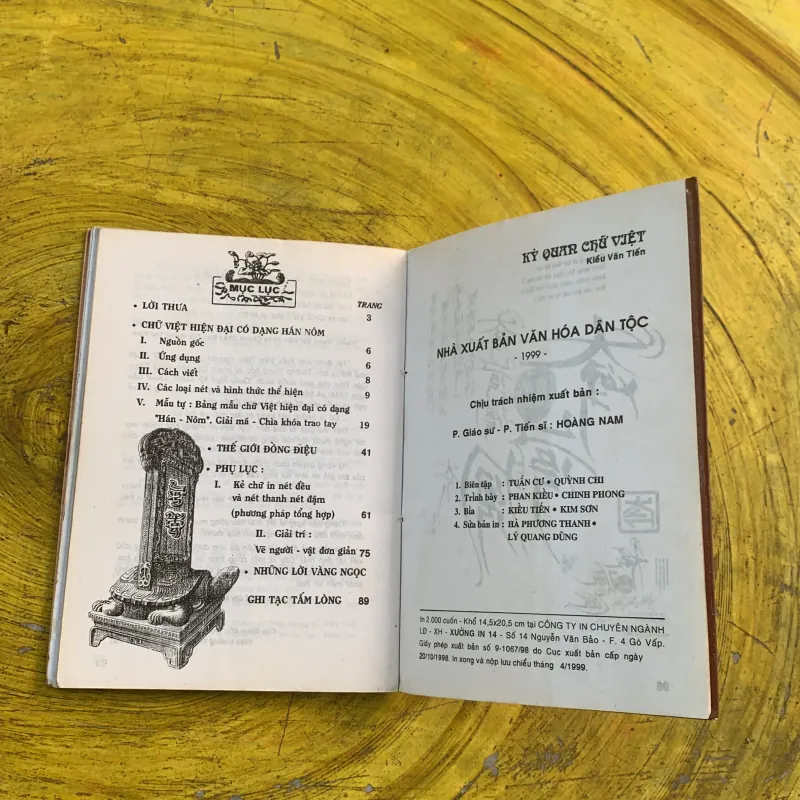 MỤC LỤC
TRANG
• LỜI THƯA 3
• CHỮ VIỆT HIỆN ĐẠI CÓ DẠNG HÁN NÔM
I. Nguồn gốc 6
II. Ứng dụng 6
III. Cách viết 8
IV. Các loại nét và hình thức thể hiện 9
V. Mẫu tự : Bảng mẫu chữ Việt hiện đại có dạng
"Hán - Nôm". Giải mã - Chìa khóa trao tay 19
• THẾ GIỚI ĐỒNG ĐIỆU 41
• PHỤ LỤC :
I. Kẻ chữ in nét đều
và nét thanh nét đậm
(phương pháp tổng hợp) 61
II. Giải trí :
Vẽ người - vật đơn giản 75
• NHỮNG LỜI VÀNG NGỌC
GHI TẠC TẤM LÒNG 89
KỲ QUAN CHỮ VIỆT
Kiều Văn Tiến
NHÀ XUẤT BẢN VĂN HÓA DÂN TỘC
- 1999 -
Chịu trách nhiệm xuất bản :
P. Giáo sư - P. Tiến sĩ : HOÀNG NAM
1. Biên tập : TUẤN CƯ • QUỲNH CHI
2. Trình bày : PHAN KIỀU • CHINH PHONG
3. Bìa : KIỀU TIẾN • KIM SƠN
4. Sửa bản in : HÀ PHƯƠNG THANH •
LÝ QUANG DŨNG
In 2.000 cuốn - Khổ 14,5x20,5 cm tại CÔNG TY IN CHUYÊN NGÀNH
LĐ - XH - XƯỞNG IN 14 - Số 14 Nguyễn Văn Bảo - F. 4 Gò Vấp.
Giấy phép xuất bản số 9-1067/98 do Cục xuất bản cấp ngày
20/10/1998. In xong và nộp lưu chiểu tháng 4/1999.